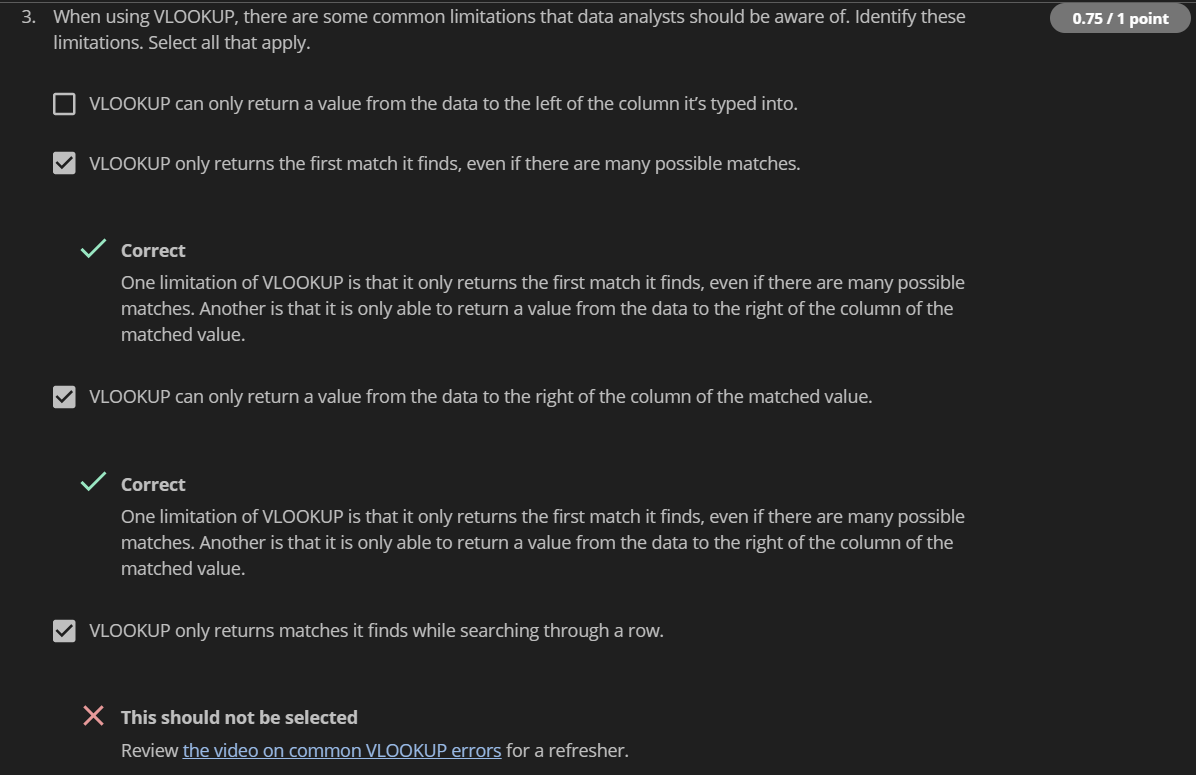 3. When using VLOOKUP, there are some common limitations that data analysts should be aware of. Identify these
0.75 / 1 point
limitations. Select all that apply.
VLOOKUP can only return a value from the data to the left of the column it’s typed into.
VLOOKUP only returns the first match it finds, even if there are many possible matches.
Correct
One limitation of VLOOKUP is that it only returns the first match it finds, even if there are many possible
matches. Another is that it is only able to return a value from the data to the right of the column of the
matched value.
VLOOKUP can only return a value from the data to the right of the column of the matched value.
Correct
One limitation of VLOOKUP is that it only returns the first match it finds, even if there are many possible
matches. Another is that it is only able to return a value from the data to the right of the column of the
matched value.
VLOOKUP only returns matches it finds while searching through a row.
This should not be selected
Review the video on common VLOOKUP errors for a refresher.